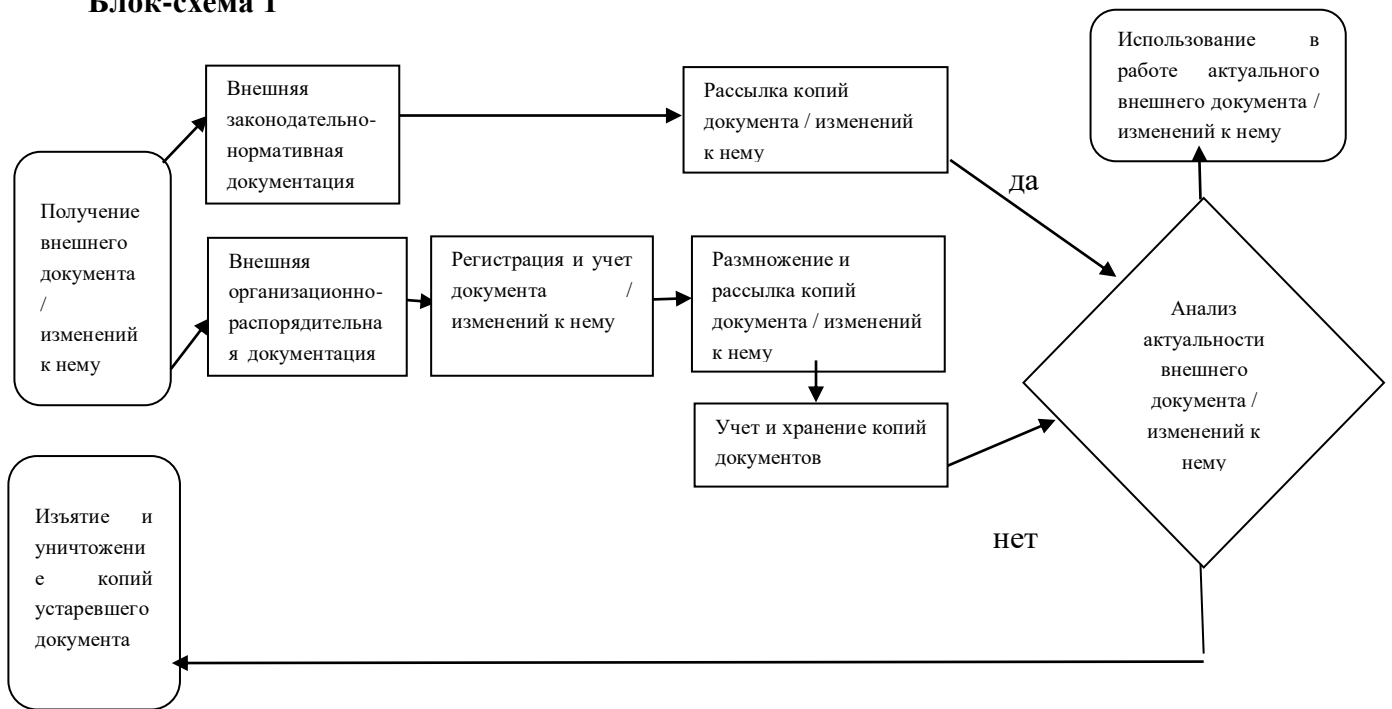 Блок-схема 1
Получение
внешнего
документа
/
изменений
к нему
Внешняя
законодательно-
нормативная
документация
Рассылка копий
документа / изменений
к нему
Внешняя
организационно-
распорядительна
я документация
Регистрация и учет
документа /
изменений к нему
Размножение и
рассылка копий
документа / изменений
к нему
Учет и хранение копий
документов
да
Анализ
актуальности
внешнего
документа /
изменений к
нему
Использование в
работе актуального
внешнего документа /
изменений к нему
нет
Изъятие и
уничтожени
е копий
устаревшего
документа